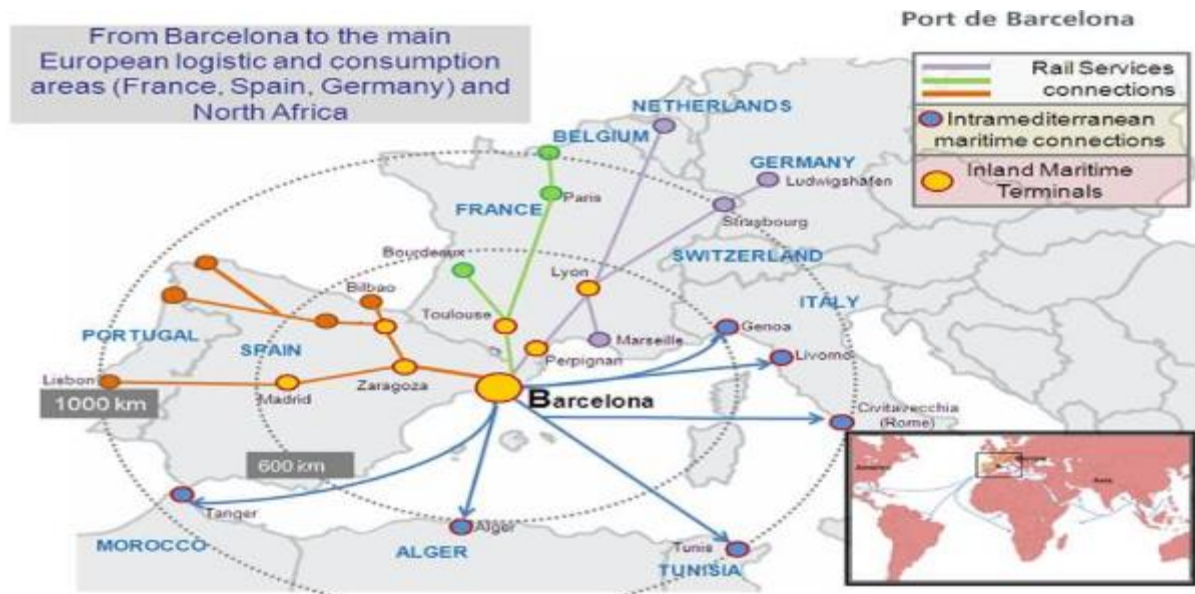 Port de Barcelona
From Barcelona to the main
European logistic and consumption
areas (France, Spain, Germany) and
North Africa
Rail Services
connections
Intramediterranean
maritime connections
Inland Maritime
Terminals
NETHERLANDS
BELGIUM
GERMANY
Ludwigshafen
Paris
FRANCE
Strasbourg
Bourdeaux
SWITZERLAND
Lyon
Bilbao
ITALY
Toulouse
Genoa
PORTUGAL
SPAIN
Marseille
Perpignan
Livorno
Lisbon
Zaragoza
Madrid
Barcelona
1000 km
Civitavecchia
(Rome)
600 km
Tanger
Alger
Tunis
MOROCCO
ALGER
TUNISIA
America
Asia